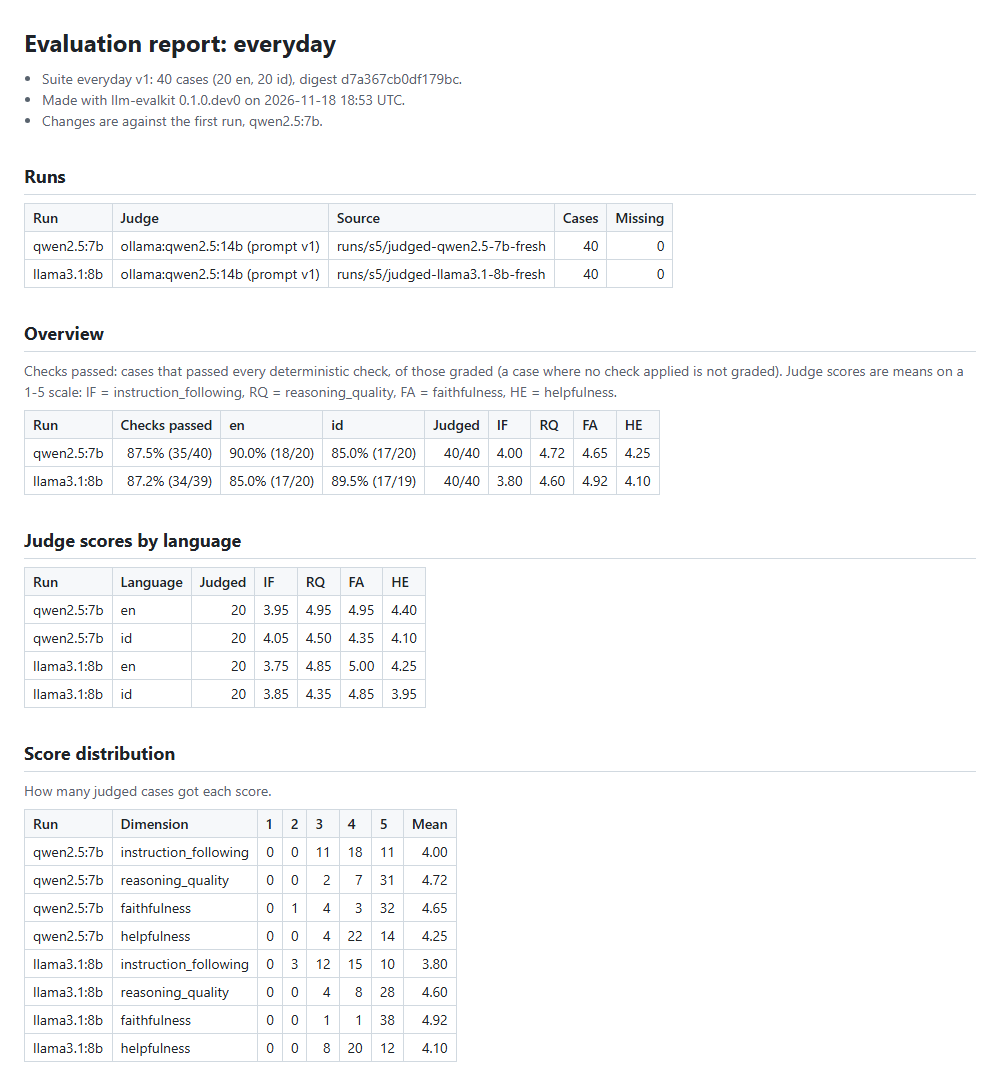 Evaluation report: everyday
• Suite everyday v1: 40 cases (20 en, 20 id), digest d7a367cb0df179bc.
• Made with llm-evalkit 0.1.0.dev0 on 2026-11-18 18:53 UTC.
• Changes are against the first run, qwen2.5:7b.
Runs
Run Judge Source Cases Missing
qwen2.5:7b ollama:qwen2.5:14b (prompt v1) runs/s5/judged-qwen2.5-7b-fresh 40 0
llama3.1:8b ollama:qwen2.5:14b (prompt v1) runs/s5/judged-llama3.1-8b-fresh 40 0
Overview
Checks passed: cases that passed every deterministic check, of those graded (a case where no check applied is not graded). Judge scores are means on a
1-5 scale: IF = instruction_following, RQ = reasoning_quality, FA = faithfulness, HE = helpfulness.
Run Checks passed en id Judged IF RQ FA HE
qwen2.5:7b 87.5% (35/40) 90.0% (18/20) 85.0% (17/20) 40/40 4.00 4.72 4.65 4.25
llama3.1:8b 87.2% (34/39) 85.0% (17/20) 89.5% (17/19) 40/40 3.80 4.60 4.92 4.10
Judge scores by language
Run Language Judged IF RQ FA HE
qwen2.5:7b en 20 3.95 4.95 4.95 4.40
qwen2.5:7b id 20 4.05 4.50 4.35 4.10
llama3.1:8b en 20 3.75 4.85 5.00 4.25
llama3.1:8b id 20 3.85 4.35 4.85 3.95
Score distribution
How many judged cases got each score.
Run Dimension 1 2 3 4 5 Mean
qwen2.5:7b instruction_following 0 0 11 18 11 4.00
qwen2.5:7b reasoning_quality 0 0 2 7 31 4.72
qwen2.5:7b faithfulness 0 1 4 3 32 4.65
qwen2.5:7b helpfulness 0 0 4 22 14 4.25
llama3.1:8b instruction_following 0 3 12 15 10 3.80
llama3.1:8b reasoning_quality 0 0 4 8 28 4.60
llama3.1:8b faithfulness 0 0 1 1 38 4.92
llama3.1:8b helpfulness 0 0 8 20 12 4.10